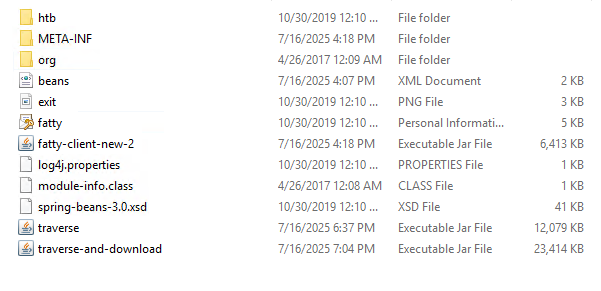 htb 10/30/2019 12:10 ... File folder
META-INF 7/16/2025 4:18 PM File folder
org 4/26/2017 12:09 AM File folder
beans 7/16/2025 4:07 PM XML Document 2 KB
exit 10/30/2019 12:10 ... PNG File 3 KB
fatty 10/30/2019 12:10 ... Personal Informati... 5 KB
fatty-client-new-2 7/16/2025 4:18 PM Executable Jar File 6,413 KB
log4j.properties 10/30/2019 12:10 ... PROPERTIES File 1 KB
module-info.class 4/26/2017 12:08 AM CLASS File 1 KB
spring-beans-3.0.xsd 10/30/2019 12:10 ... XSD File 41 KB
traverse 7/16/2025 6:37 PM Executable Jar File 12,079 KB
traverse-and-download 7/16/2025 7:04 PM Executable Jar File 23,414 KB